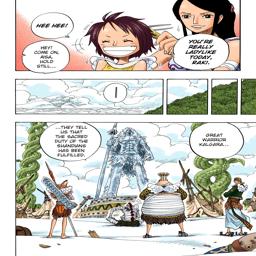 HEE HEE!
HEY!
COME ON,
AISA,
HOLD
STILL...
YOU'RE
REALLY
LADYLIKE
TODAY,
RAKI.
...THEY TELL
US THAT
THE SACRED
DUTY OF THE
SHANDIANS
HAS BEEN
FULFILLED.
GREAT
WARRIOR
KALGARA...